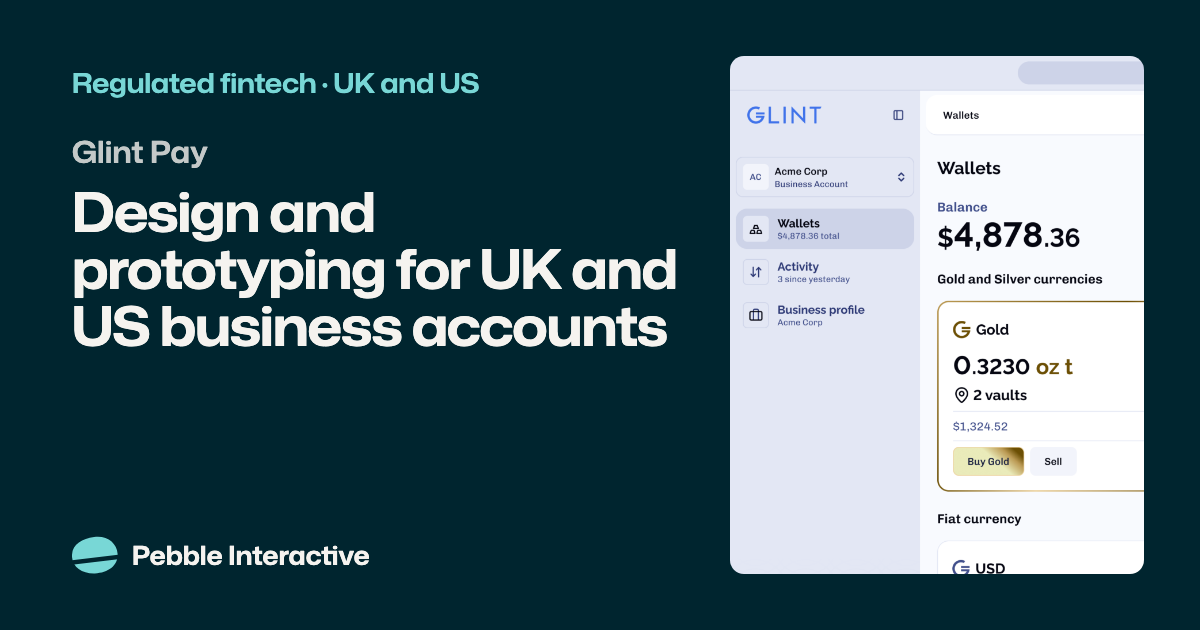 Regulated fintech · UK and US
Glint Pay
Design and
prototyping for UK and
US business accounts
Pebble Interactive
GLINT
AC
Acme Corp
Business Account
Wallets
$4,878.36 total
Activity
3 since yesterday
Business profile
Acme Corp
Wallets
Wallets
Balance
$4,878.36
Gold and Silver currencies
Gold
0.3230 oz t
2 vaults
$1,324.52
Buy Gold
Sell
Fiat currency
USD